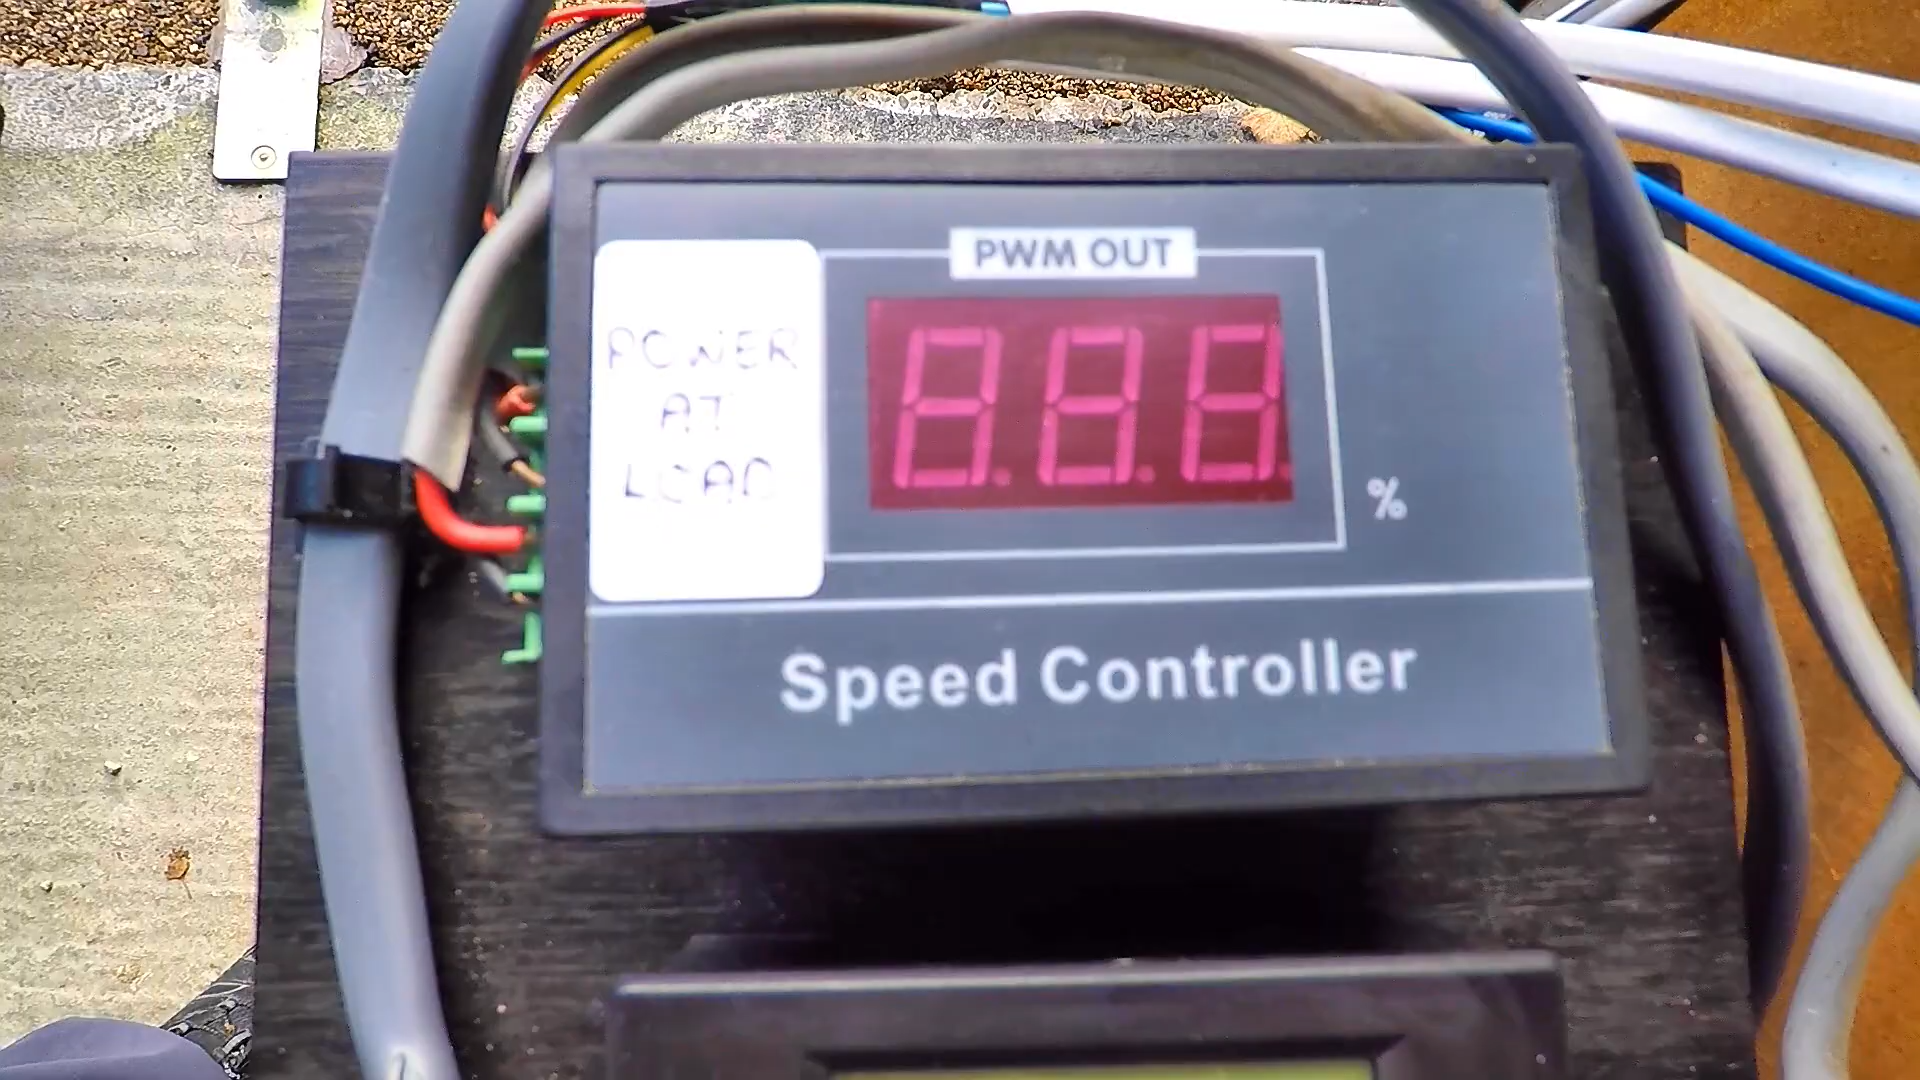 PWM OUT
POWER
AT
LOAD
%
Speed Controller